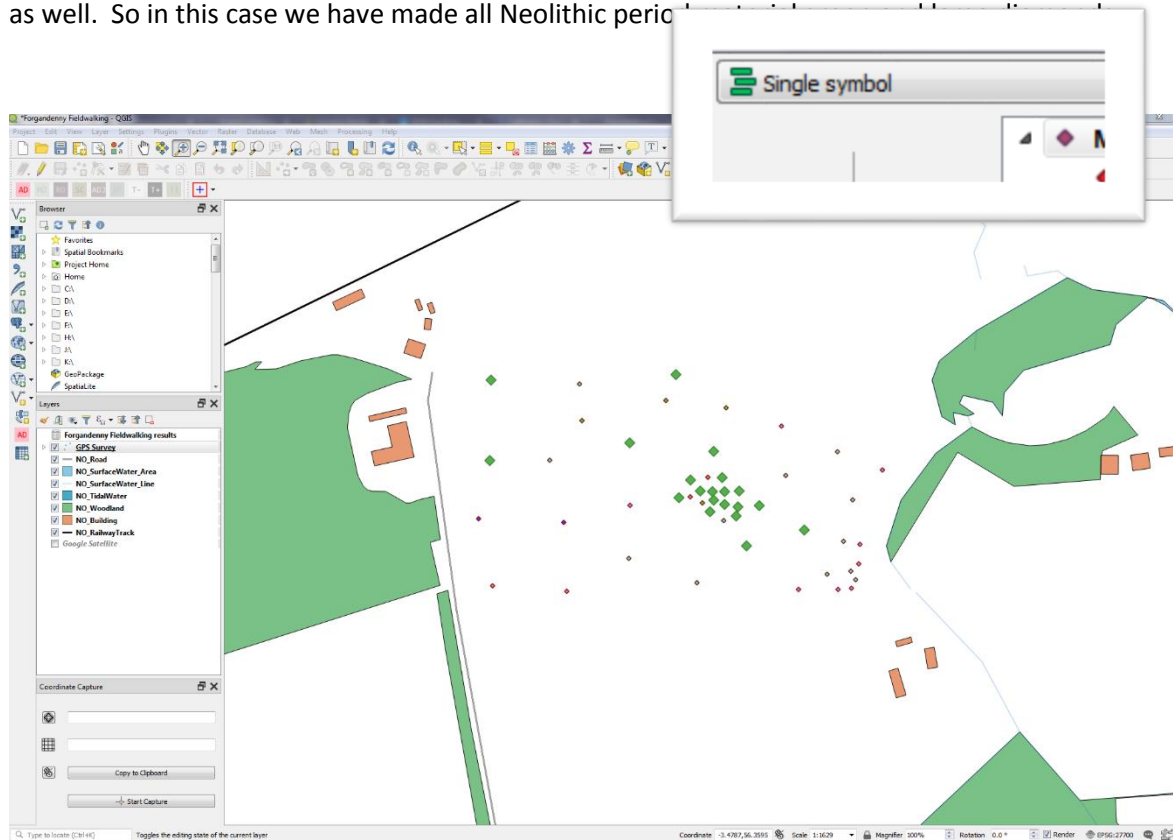 as well. So in this case we have made all Neolithic period
Single symbol
*Forgandenny Fieldwalking - QGIS
Project Edit View Layer Settings Plugins Vector Raster Database Web Mesh Processing Help
Browser
Favorites
Spatial Bookmarks
Project Home
Home
C:\
D:\
E:\
F:\
H:\
J:\
K:\
GeoPackage
SpatiaLite
Layers
Forgandenny Fieldwalking results
GPS Survey
NO_Road
NO_SurfaceWater_Area
NO_SurfaceWater_Line
NO_TidalWater
NO_Woodland
NO_Building
NO_RailwayTrack
Google Satellite
Coordinate Capture
Copy to Clipboard
Start Capture
Type to locate (Ctrl+K) Toggles the editing state of the current layer Coordinate -3.4787,56.3595 Scale 1:1629 Magnifier 100% Rotation 0.0° Render EPSG:27700